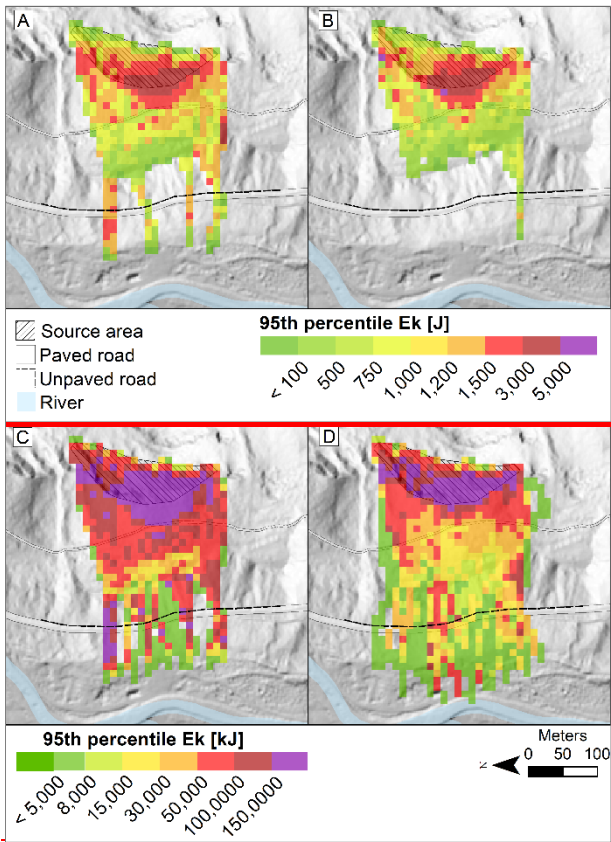 A
B
Source area
Paved road
Unpaved road
River
95th percentile Ek [J]
< 100
500
750
1,000
1,200
1,500
3,000
5,000
C
D
95th percentile Ek [kJ]
< 5,000
8,000
15,000
30,000
50,000
100,0000
150,0000
Meters
N
0 50 100